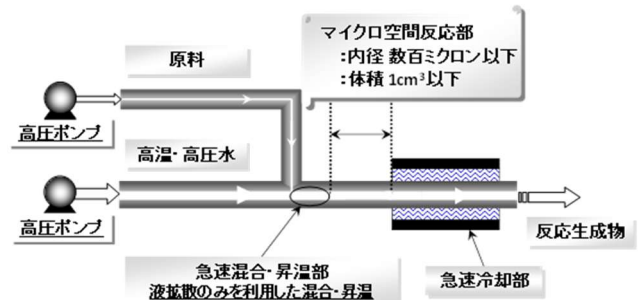 マイクロ空間反応部
:内径 数百ミクロン以下
:体積 1cm³以下
原料
高圧ポンプ
高温・高圧水
高圧ポンプ
反応生成物
急速混合・昇温部
液拡散のみを利用した混合・昇温
急速冷却部